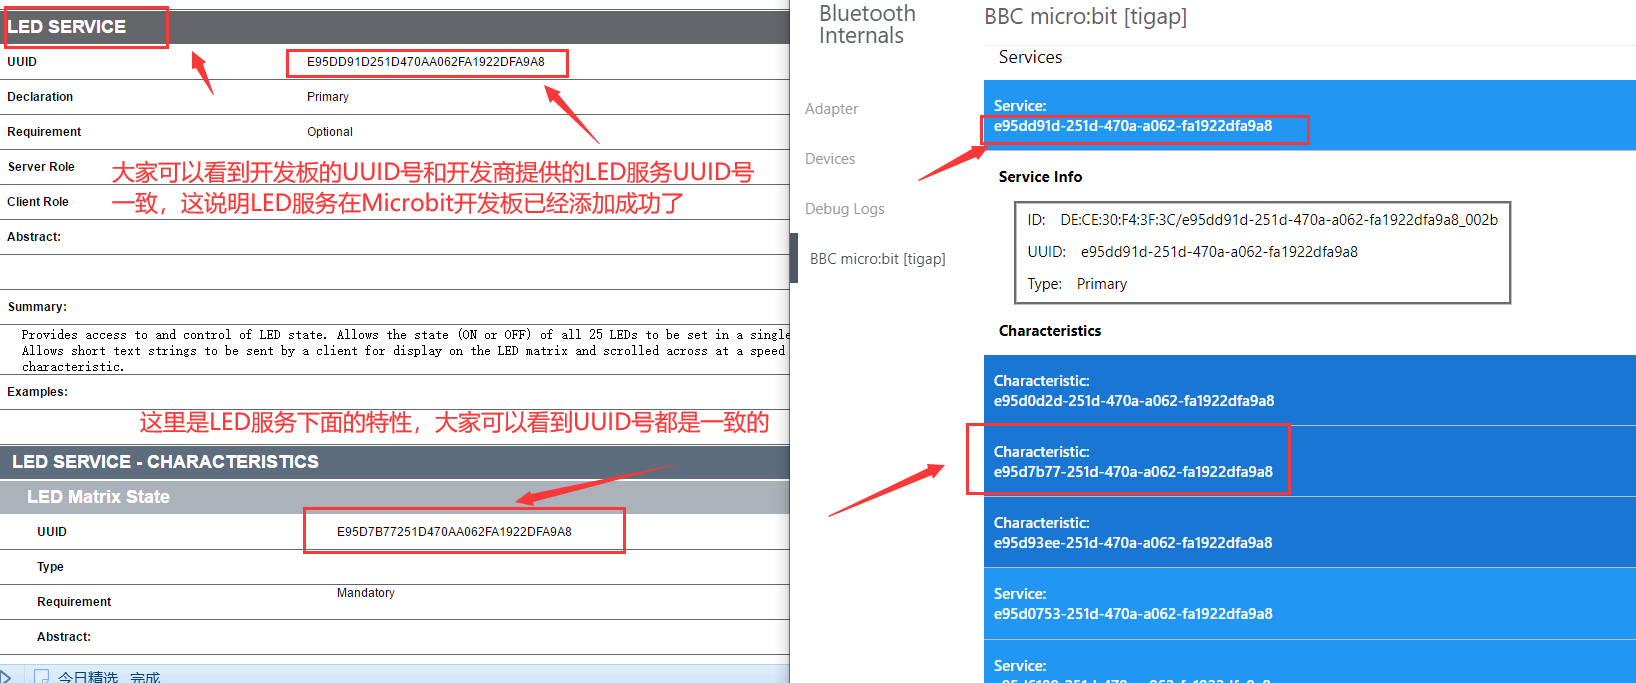 LED SERVICE
UUID E95DD91D251D470AA062FA1922DFA9A8
Declaration Primary
Requirement Optional
Server Role
大家可以看到开发板的UUID号和开发商提供的LED服务UUID号
一致，这说明LED服务在Microbit开发板已经添加成功了
Client Role
Abstract:
Summary:
Provides access to and control of LED state. Allows the state (ON or OFF) of all 25 LEDs to be set in a single
Allows short text strings to be sent by a client for display on the LED matrix and scrolled across at a speed
characteristic.
Examples:
这里是LED服务下面的特性，大家可以看到UUID号都是一致的
LED SERVICE - CHARACTERISTICS
LED Matrix State
UUID E95D7B77251D470AA062FA1922DFA9A8
Type
Requirement Mandatory
Abstract:
今日精选 完成
Bluetooth
Internals
Adapter
Devices
Debug Logs
BBC micro:bit [tigap]
BBC micro:bit [tigap]
Services
Service:
e95dd91d-251d-470a-a062-fa1922dfa9a8
Service Info
ID: DE:CE:30:F4:3F:3C/e95dd91d-251d-470a-a062-fa1922dfa9a8_002b
UUID: e95dd91d-251d-470a-a062-fa1922dfa9a8
Type: Primary
Characteristics
Characteristic:
e95d0d2d-251d-470a-a062-fa1922dfa9a8
Characteristic:
e95d7b77-251d-470a-a062-fa1922dfa9a8
Characteristic:
e95d93ee-251d-470a-a062-fa1922dfa9a8
Service:
e95d0753-251d-470a-a062-fa1922dfa9a8
Service: